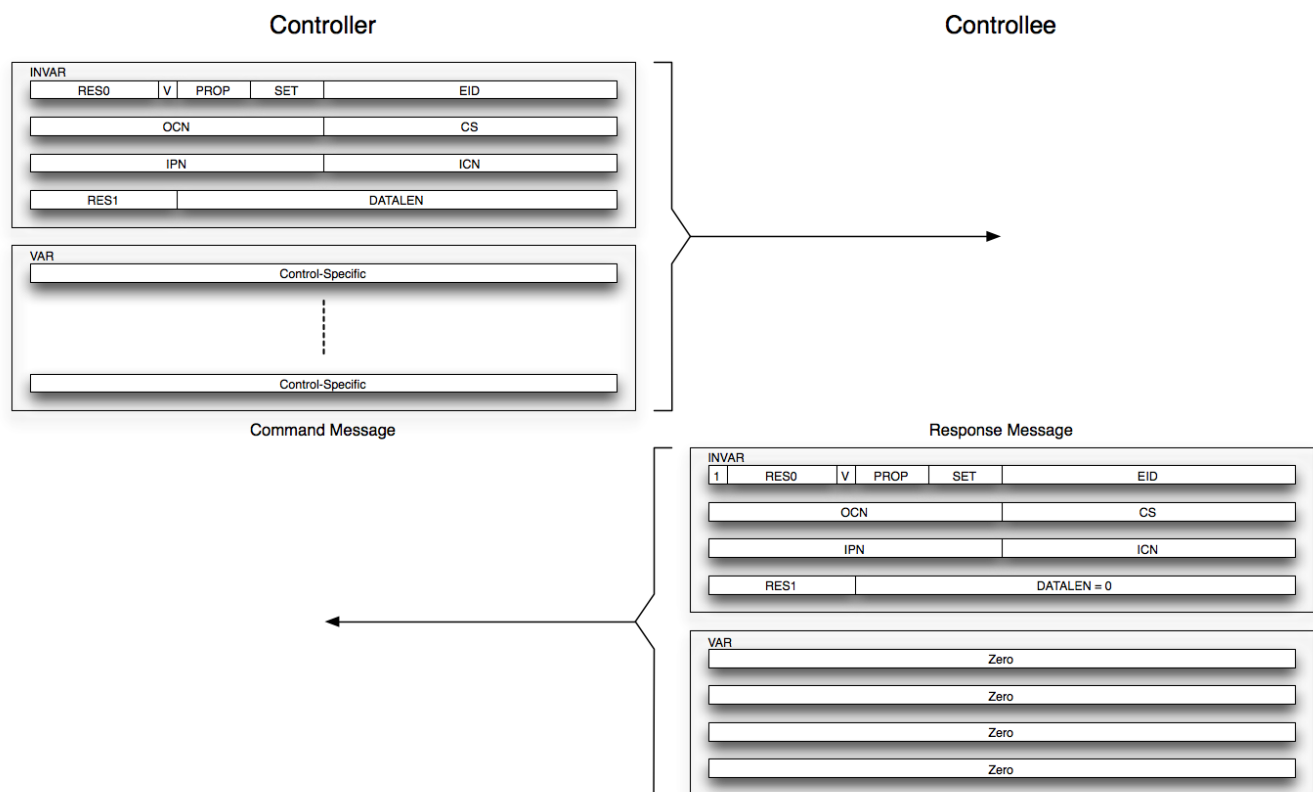 Controller Controllee
INVAR
RES0 V PROP SET EID
OCN CS
IPN ICN
RES1 DATALEN
VAR
Control-Specific
Control-Specific
Command Message
Response Message
INVAR
1 RES0 V PROP SET EID
OCN CS
IPN ICN
RES1 DATALEN = 0
VAR
Zero
Zero
Zero
Zero